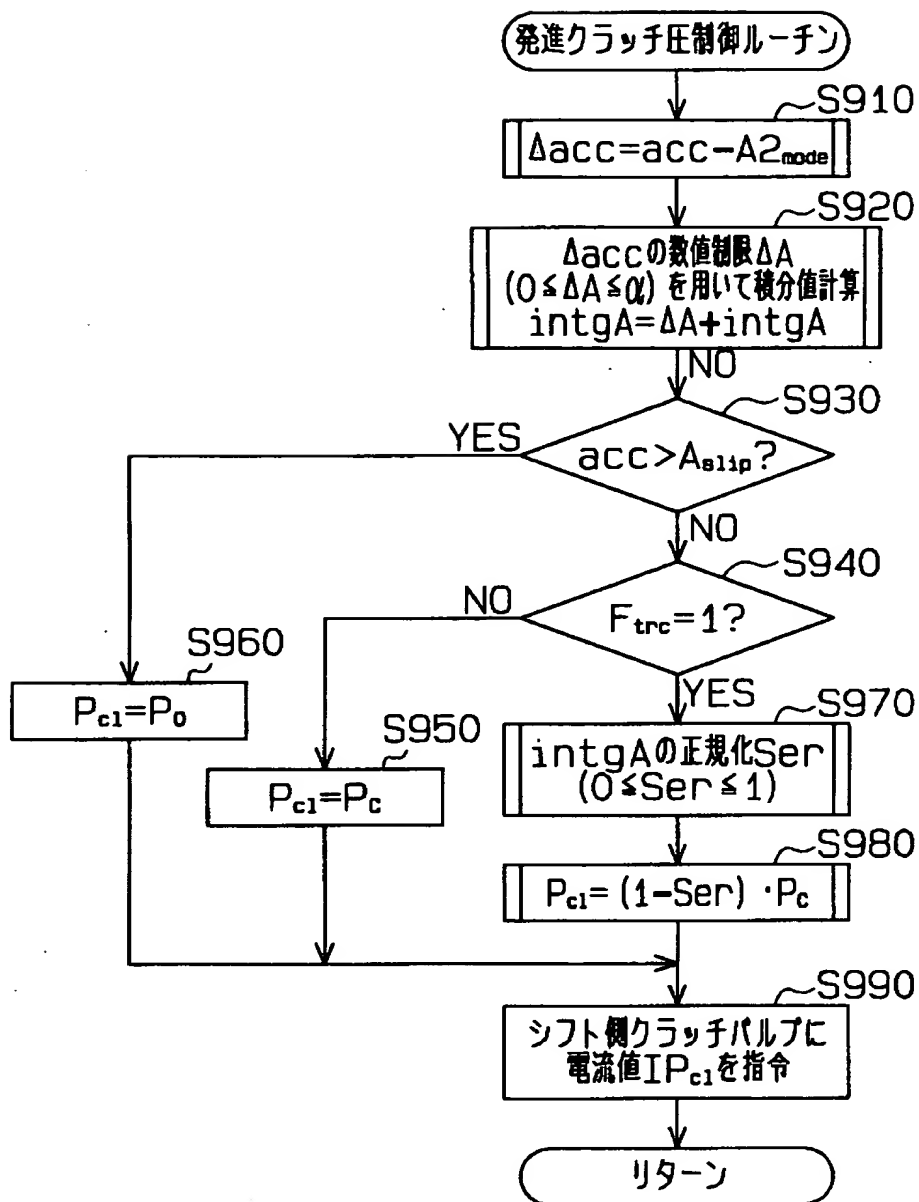 発進クラッチ圧制御ルーチン
S910
Δacc=acc-A2mode
S920
Δaccの数値制限ΔA
(0≦ΔA≦α)を用いて積分値計算
intgA=ΔA+intgA
NO
S930
YES
acc>Aslip?
NO
S940
NO
Ftrc=1?
S960
YES
Pcl=PO
S970
S950
intgAの正規化Ser
(0≦Ser≦1)
Pcl=PC
S980
Pcl=(1-Ser)·PC
S990
シフト側クラッチバルブに
電流値IPclを指令
リターン